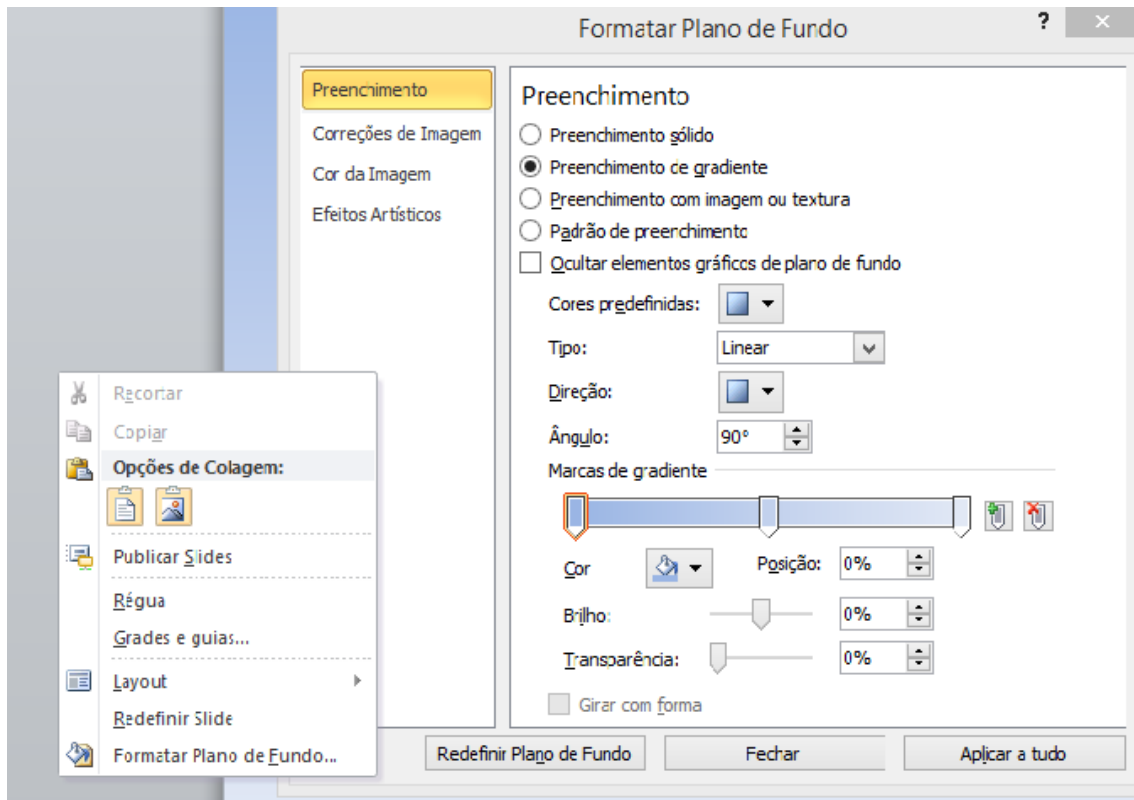 Formatar Plano de Fundo
?
Preenchimento
Correções de Imagem
Cor da Imagem
Efeitos Artísticos
Preenchimento
Preenchimento sólido
Preenchimento de gradiente
Preenchimento com imagem ou textura
Padrão de preenchimento
Ocultar elementos gráficos de plano de fundo
Cores predefinidas:
Tipo: Linear
Direção:
Ângulo: 90°
Marcas de gradiente
Cor Posição: 0%
Brilho: 0%
Transparência: 0%
Girar com forma
Redefinir Plano de Fundo Fechar Aplicar a tudo
Recortar
Copiar
Opções de Colagem:
Publicar Slides
Régua
Grades e guias...
Layout
Redefinir Slide
Formatar Plano de Fundo...